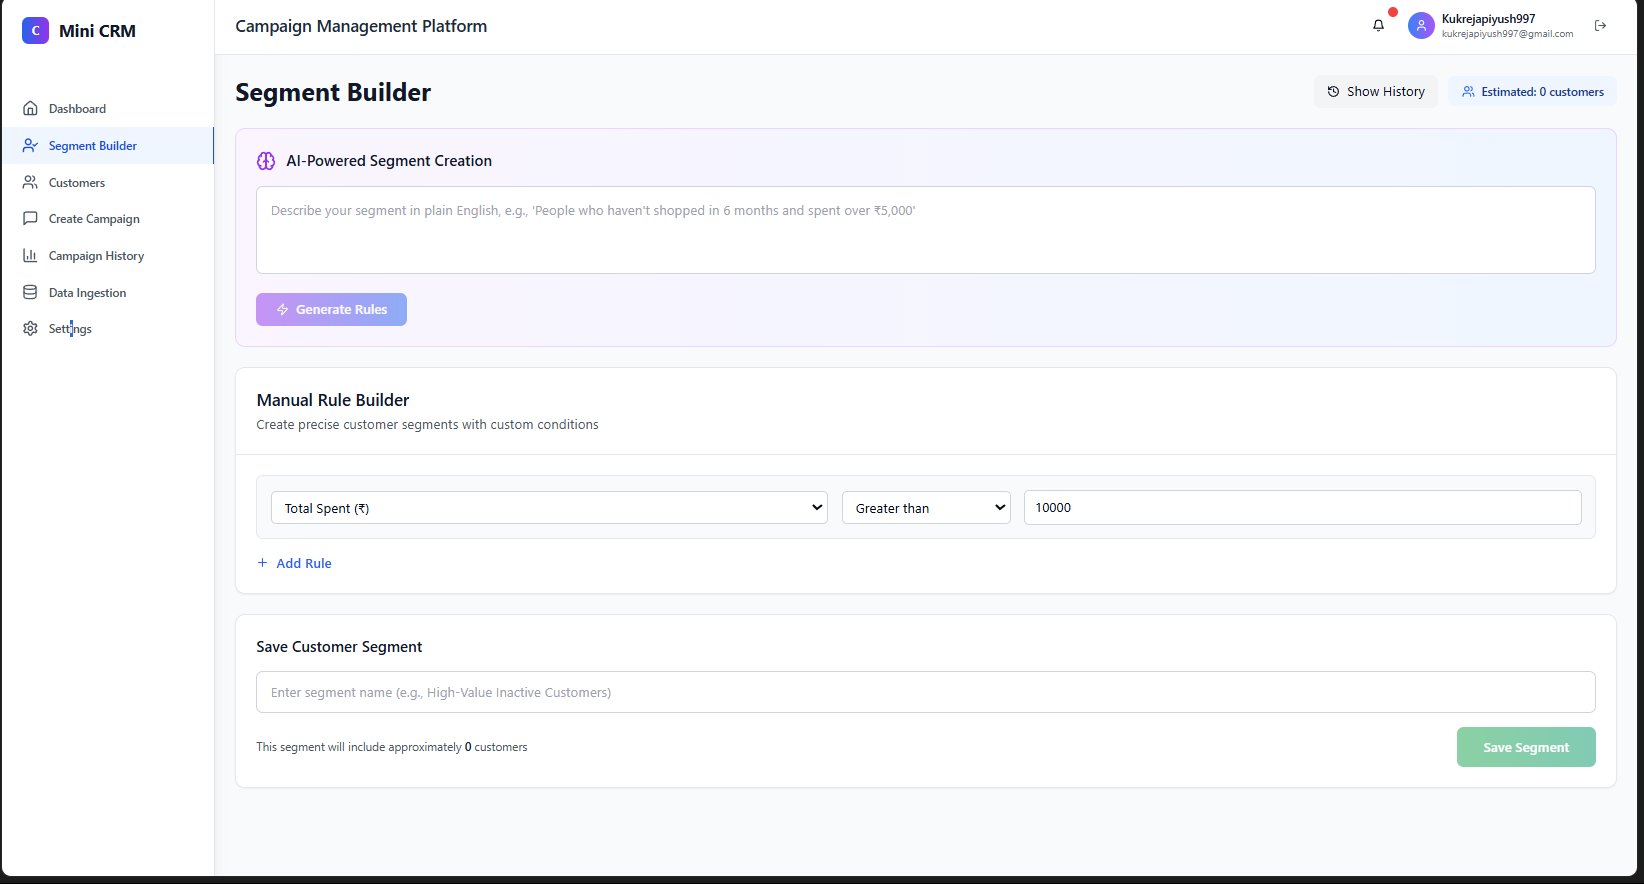 C Mini CRM
Campaign Management Platform
Kukrejapiyush997
kukrejapiyush997@gmail.com
Dashboard
Segment Builder
Customers
Create Campaign
Campaign History
Data Ingestion
Settings
Segment Builder
Show History
Estimated: 0 customers
AI-Powered Segment Creation
Describe your segment in plain English, e.g., 'People who haven't shopped in 6 months and spent over ₹5,000'
Generate Rules
Manual Rule Builder
Create precise customer segments with custom conditions
Total Spent (₹)
Greater than
10000
+ Add Rule
Save Customer Segment
Enter segment name (e.g., High-Value Inactive Customers)
This segment will include approximately 0 customers
Save Segment